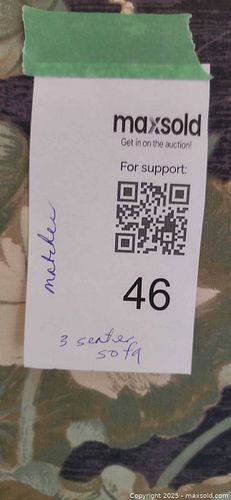 maxsold
Get in on the auction!
For support:
matches
46
3 seater
sofa
Copyright 2025 - maxsold.com